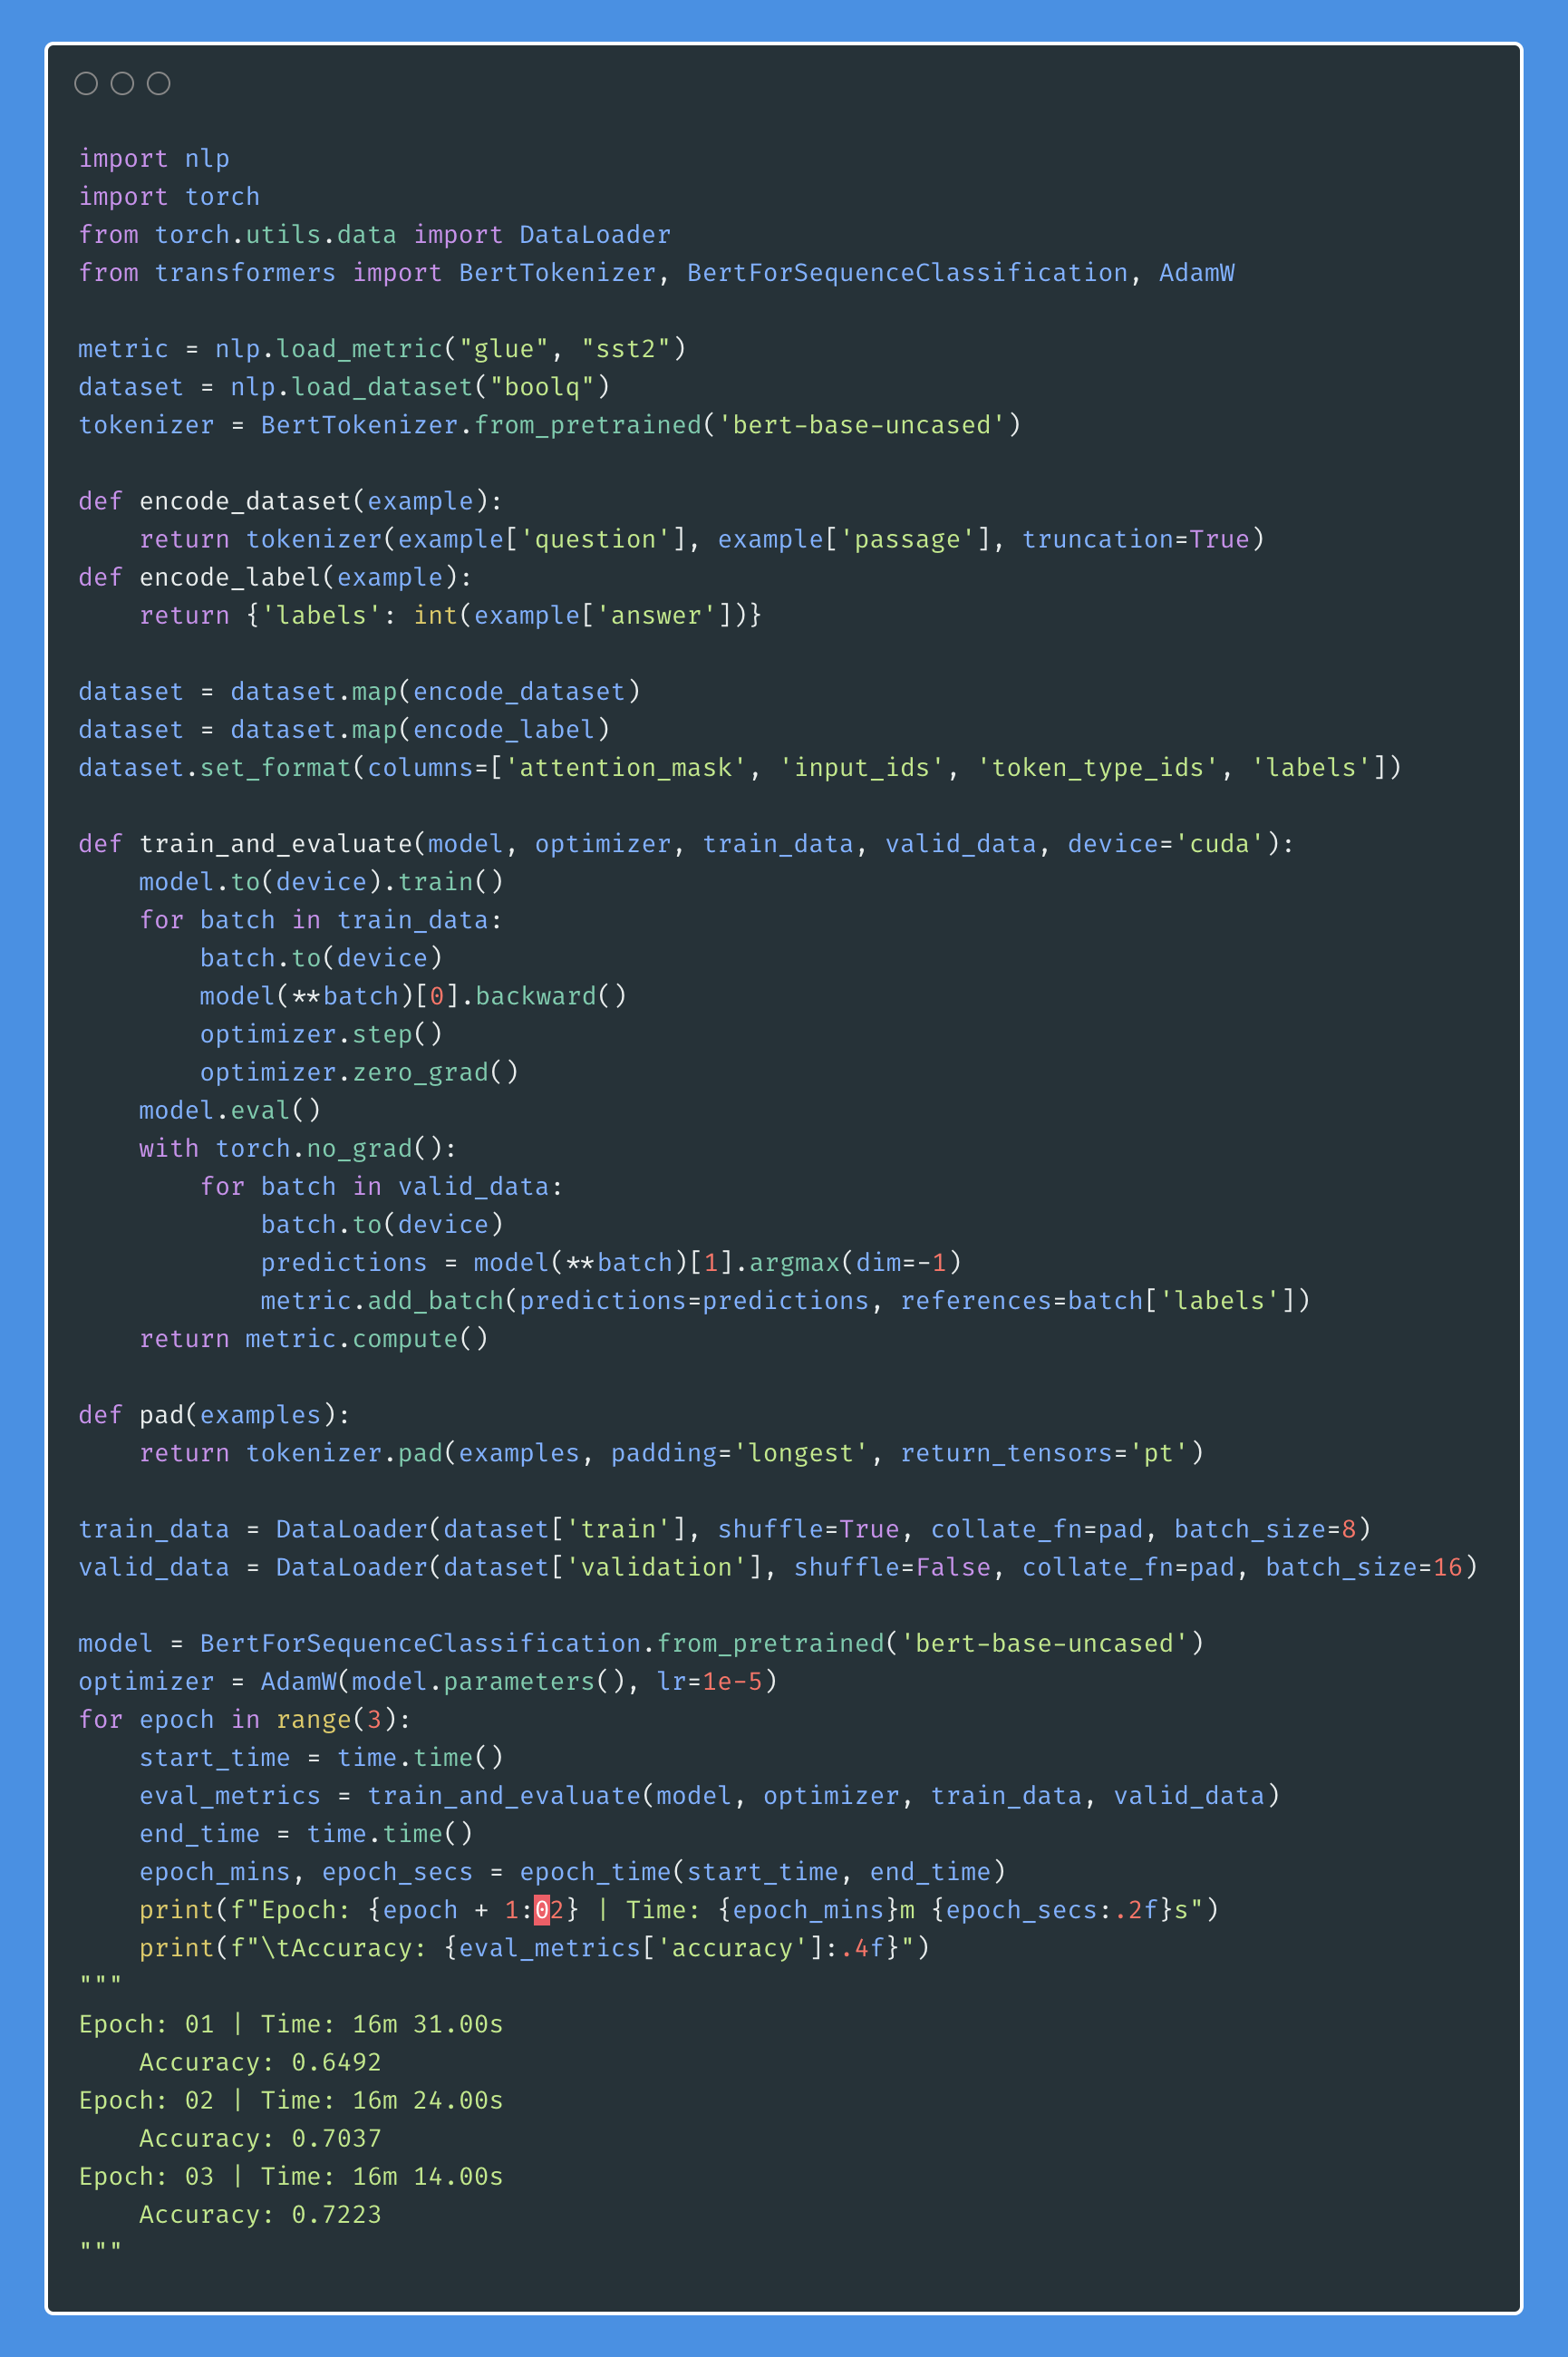 import nlp
import torch
from torch.utils.data import DataLoader
from transformers import BertTokenizer, BertForSequenceClassification, AdamW

metric = nlp.load_metric("glue", "sst2")
dataset = nlp.load_dataset("boolq")
tokenizer = BertTokenizer.from_pretrained('bert-base-uncased')

def encode_dataset(example):
    return tokenizer(example['question'], example['passage'], truncation=True)
def encode_label(example):
    return {'labels': int(example['answer'])}

dataset = dataset.map(encode_dataset)
dataset = dataset.map(encode_label)
dataset.set_format(columns=['attention_mask', 'input_ids', 'token_type_ids', 'labels'])

def train_and_evaluate(model, optimizer, train_data, valid_data, device='cuda'):
    model.to(device).train()
    for batch in train_data:
        batch.to(device)
        model(**batch)[0].backward()
        optimizer.step()
        optimizer.zero_grad()
    model.eval()
    with torch.no_grad():
        for batch in valid_data:
            batch.to(device)
            predictions = model(**batch)[1].argmax(dim=-1)
            metric.add_batch(predictions=predictions, references=batch['labels'])
    return metric.compute()

def pad(examples):
    return tokenizer.pad(examples, padding='longest', return_tensors='pt')

train_data = DataLoader(dataset['train'], shuffle=True, collate_fn=pad, batch_size=8)
valid_data = DataLoader(dataset['validation'], shuffle=False, collate_fn=pad, batch_size=16)

model = BertForSequenceClassification.from_pretrained('bert-base-uncased')
optimizer = AdamW(model.parameters(), lr=1e-5)
for epoch in range(3):
    start_time = time.time()
    eval_metrics = train_and_evaluate(model, optimizer, train_data, valid_data)
    end_time = time.time()
    epoch_mins, epoch_secs = epoch_time(start_time, end_time)
    print(f"Epoch: {epoch + 1:02} | Time: {epoch_mins}m {epoch_secs:.2f}s")
    print(f"\tAccuracy: {eval_metrics['accuracy']:.4f}")
"""
Epoch: 01 | Time: 16m 31.00s
    Accuracy: 0.6492
Epoch: 02 | Time: 16m 24.00s
    Accuracy: 0.7037
Epoch: 03 | Time: 16m 14.00s
    Accuracy: 0.7223
"""